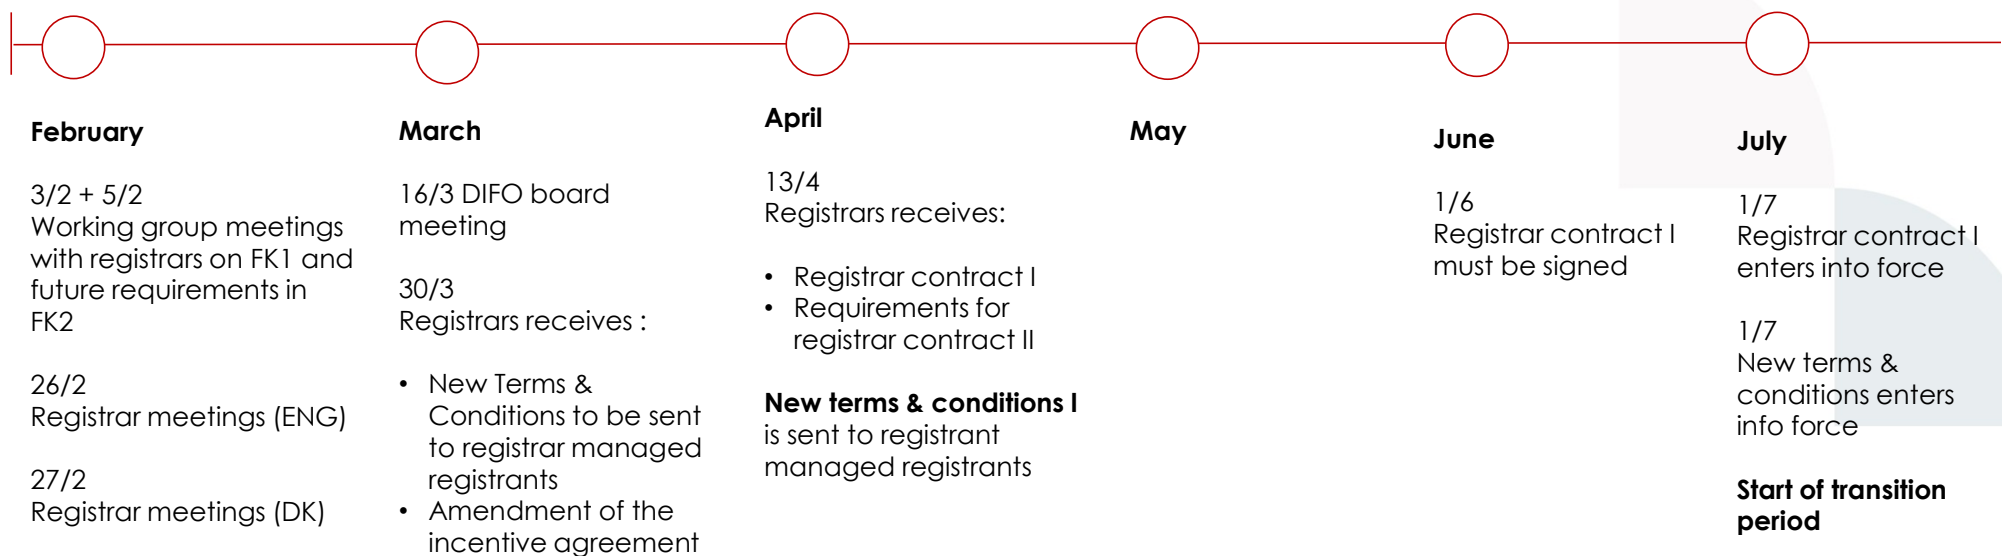 February
3/2 + 5/2
Working group meetings
with registrars on FK1 and
future requirements in
FK2
26/2
Registrar meetings (ENG)
27/2
Registrar meetings (DK)
March
16/3 DIFO board
meeting
30/3
Registrars receives :
• New Terms &
Conditions to be sent
to registrar managed
registrants
• Amendment of the
incentive agreement
April
13/4
Registrars receives:
• Registrar contract I
• Requirements for
registrar contract II
New terms & conditions I
is sent to registrant
managed registrants
May
June
1/6
Registrar contract I
must be signed
July
1/7
Registrar contract I
enters into force
1/7
New terms &
conditions enters
info force
Start of transition
period